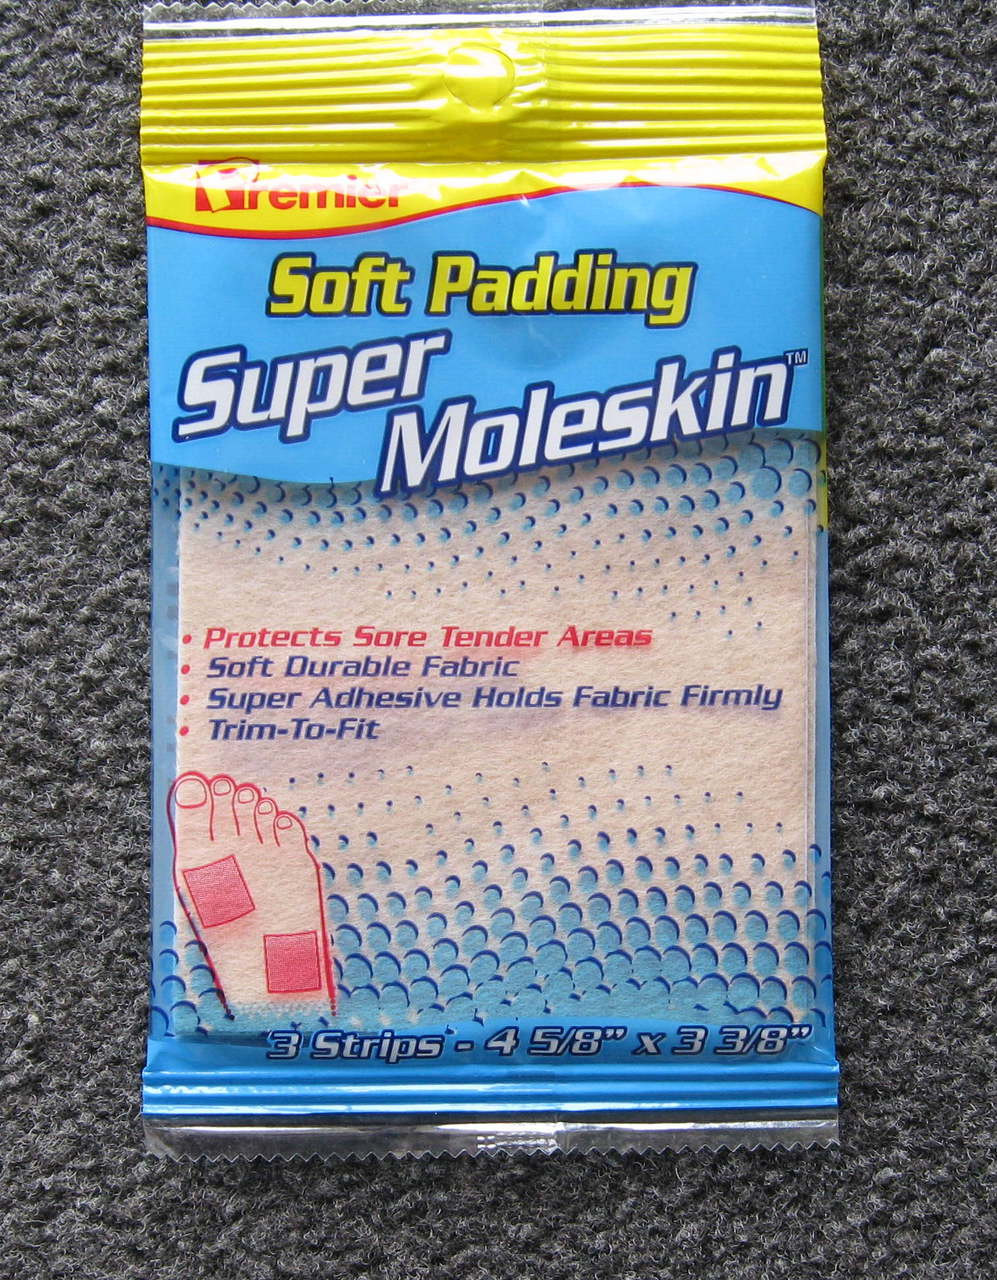 Premier
Soft Padding
Super
Moleskin™
• Protects Sore Tender Areas
• Soft Durable Fabric
• Super Adhesive Holds Fabric Firmly
• Trim-To-Fit
3 Strips - 4 5/8” x 3 3/8”